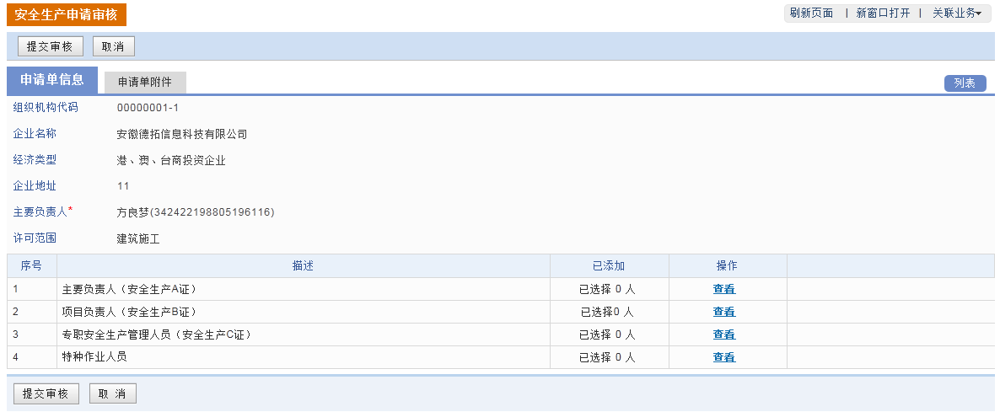 安全生产申请审核
刷新页面 | 新窗口打开 | 关联业务
提交审核 取消
申请单信息 申请单附件 列表
组织机构代码 00000001-1
企业名称 安徽德拓信息科技有限公司
经济类型 港、澳、台商投资企业
企业地址 11
主要负责人* 方良梦(342422198805196116)
许可范围 建筑施工
序号 描述 已添加 操作
1 主要负责人（安全生产A证） 已选择 0 人 查看
2 项目负责人（安全生产B证） 已选择0 人 查看
3 专职安全生产管理人员（安全生产C证） 已选择 0 人 查看
4 特种作业人员 已选择 0 人 查看
提交审核 取 消